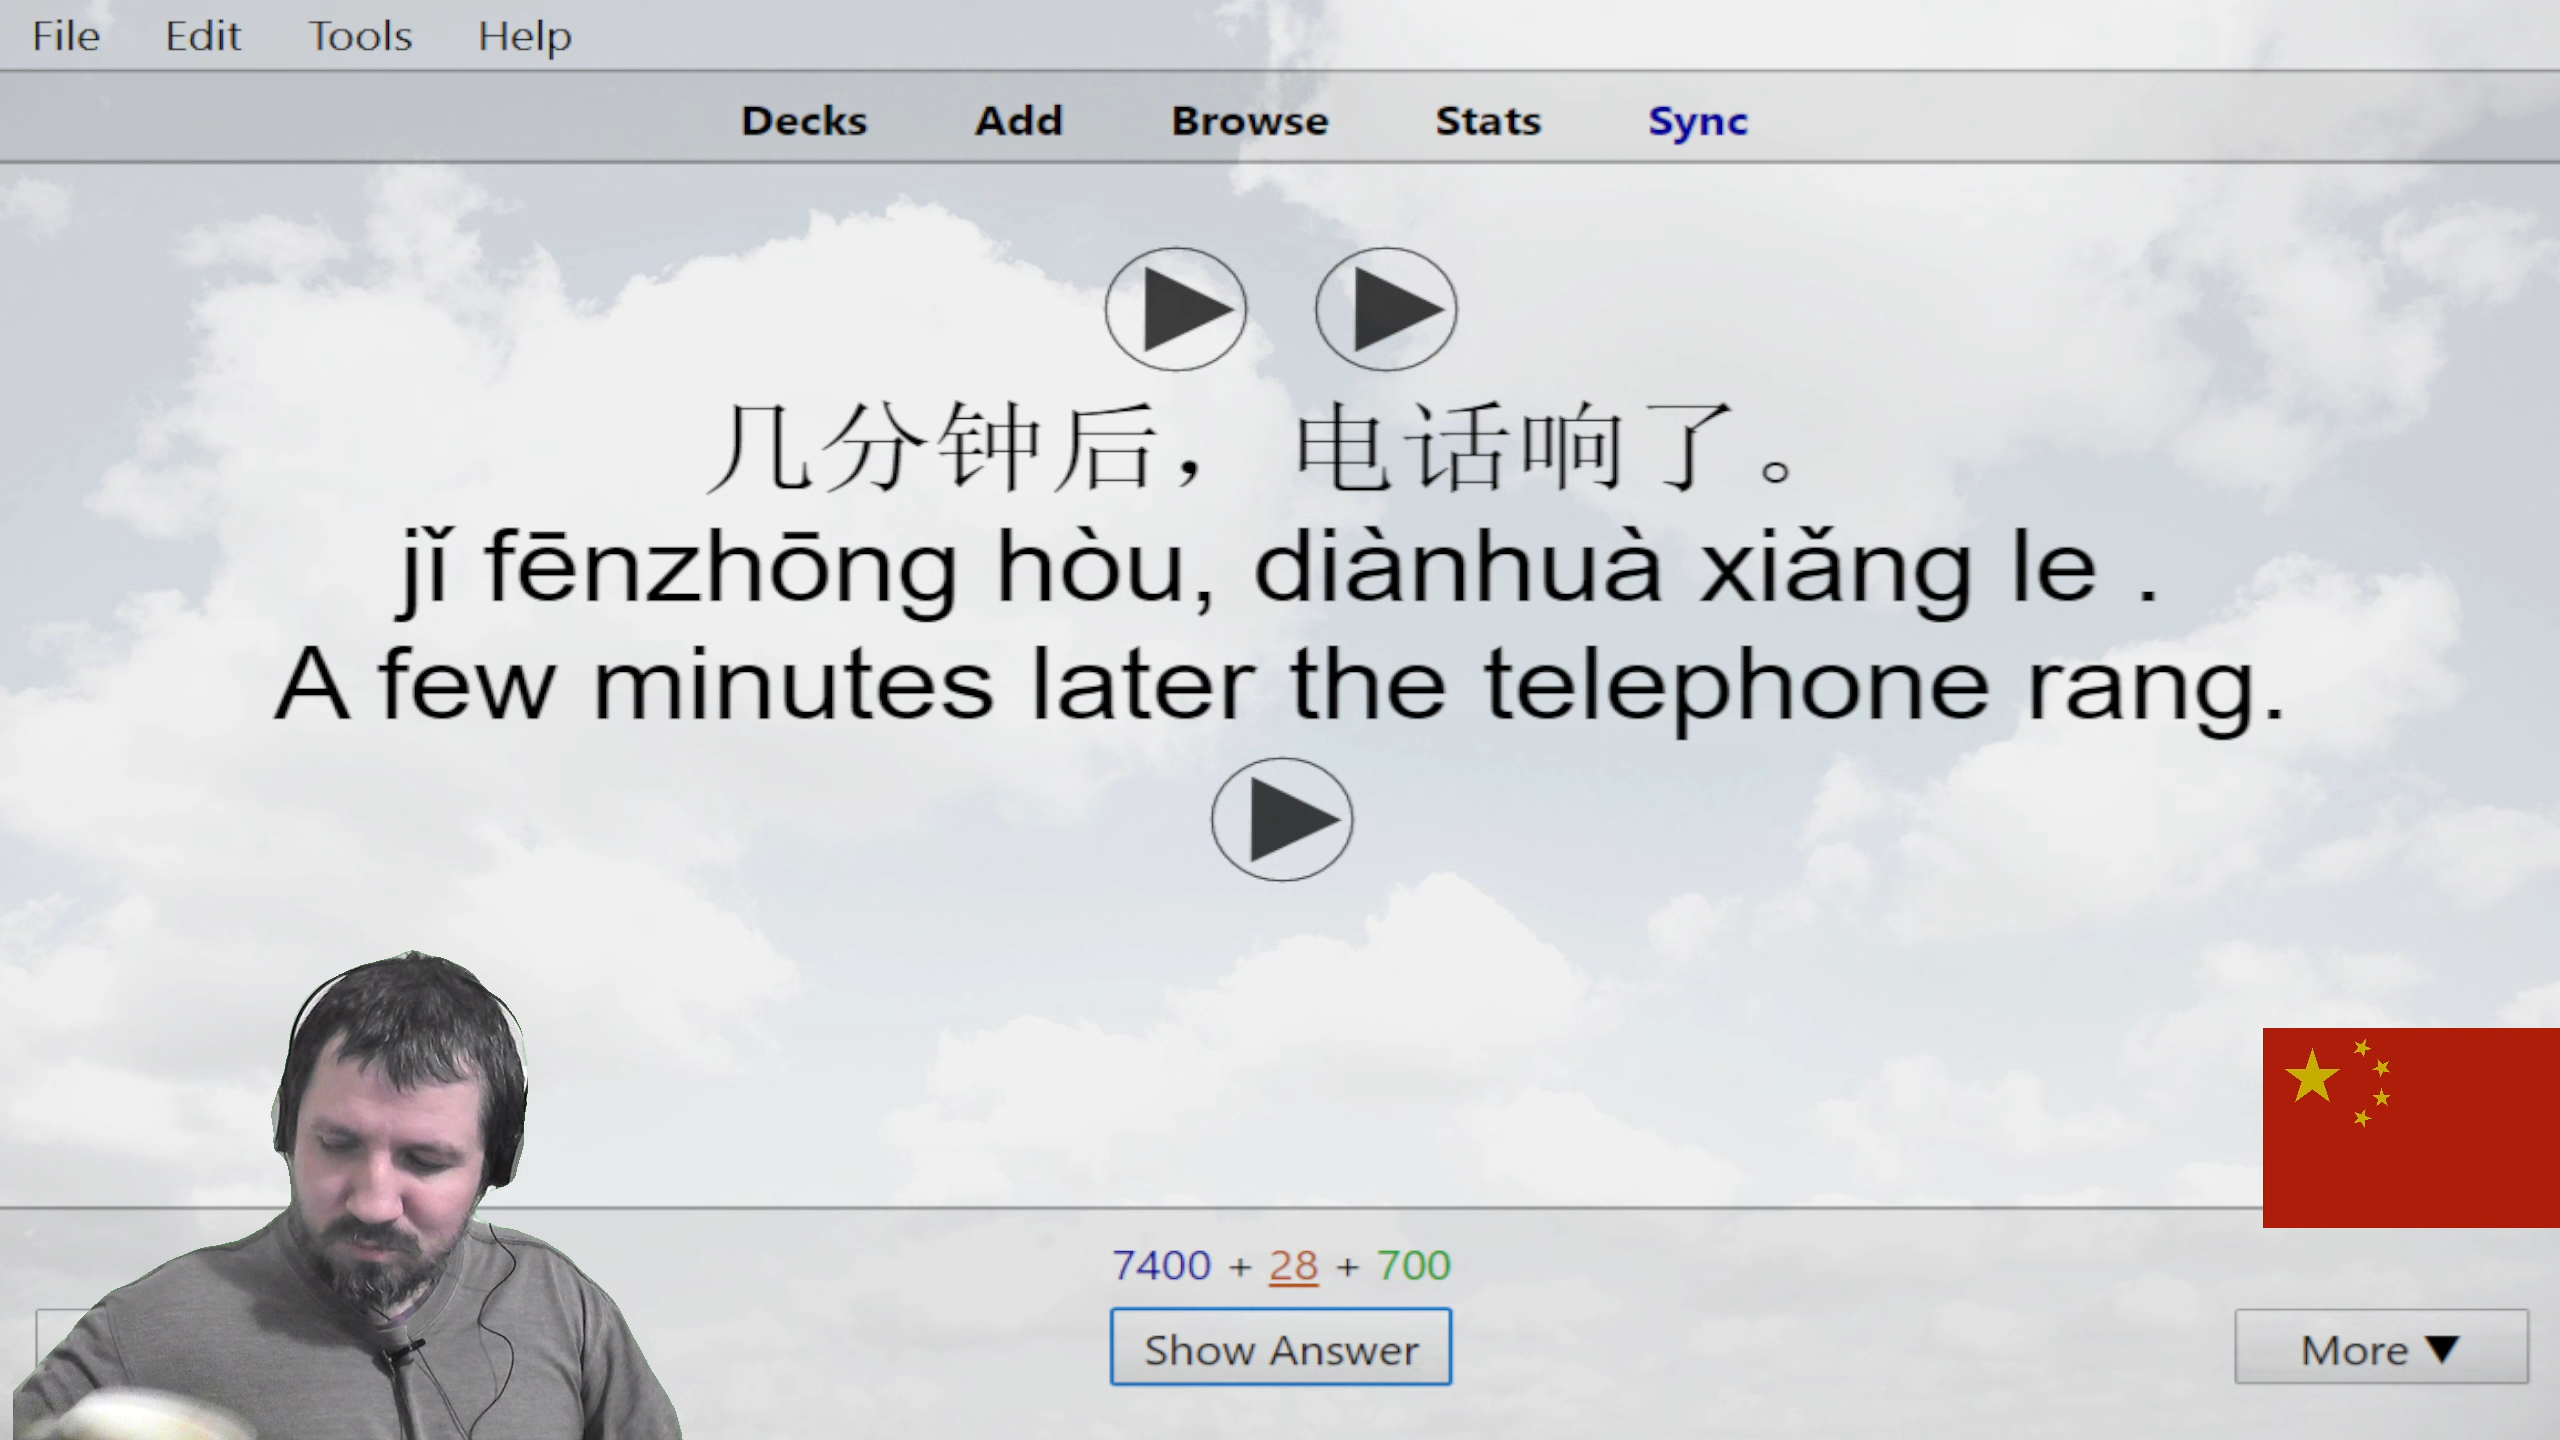 File Edit Tools Help
Decks Add Browse Stats Sync
几分钟后，电话响了。
jǐ fēnzhōng hòu, diànhuà xiǎng le .
A few minutes later the telephone rang.
7400 + 28 + 700
Show Answer
More ▼